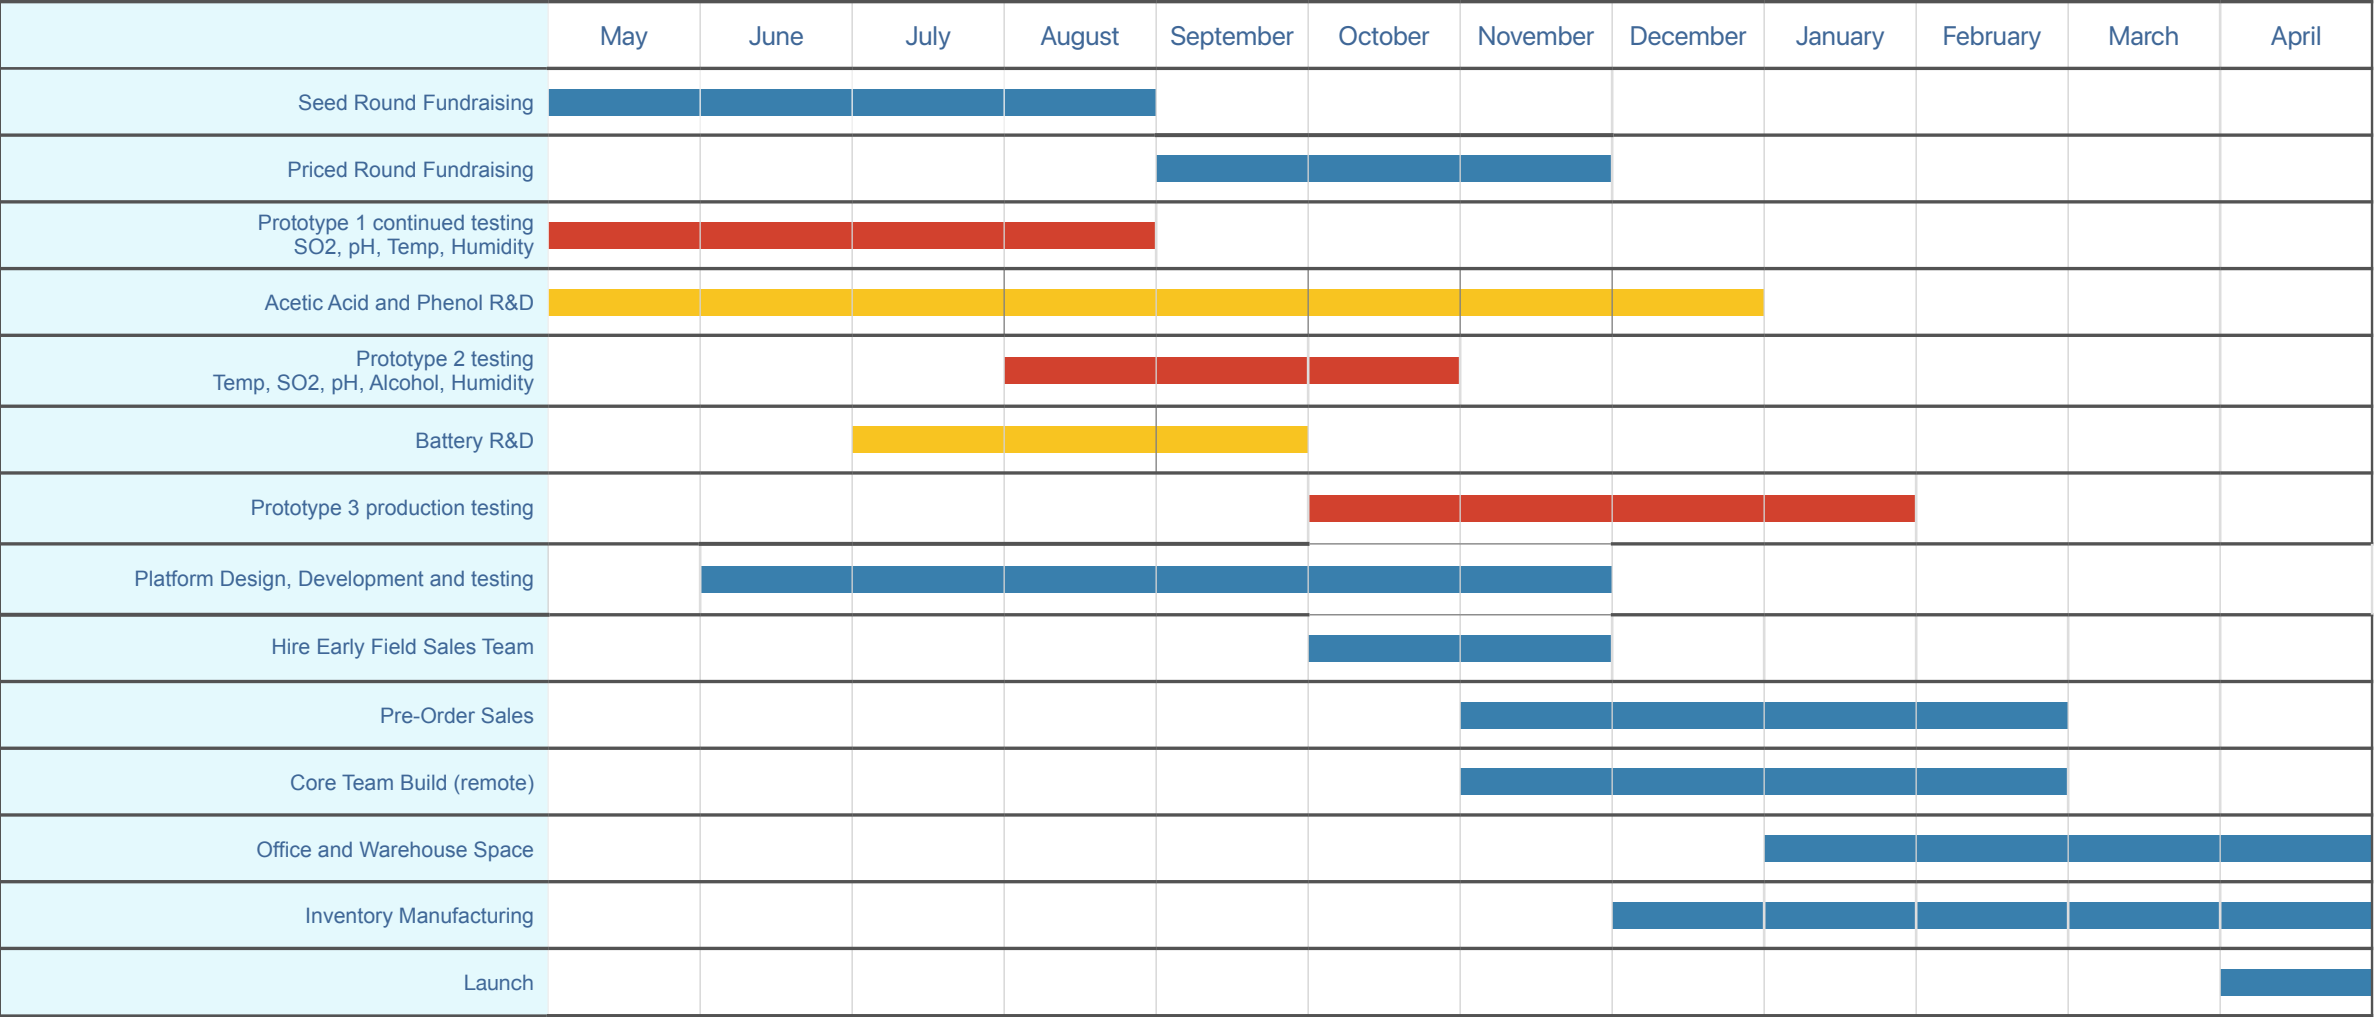 May June July August September October November December January February March April
Seed Round Fundraising
Priced Round Fundraising
Prototype 1 continued testing
SO2, pH, Temp, Humidity
Acetic Acid and Phenol R&D
Prototype 2 testing
Temp, SO2, pH, Alcohol, Humidity
Battery R&D
Prototype 3 production testing
Platform Design, Development and testing
Hire Early Field Sales Team
Pre-Order Sales
Core Team Build (remote)
Office and Warehouse Space
Inventory Manufacturing
Launch